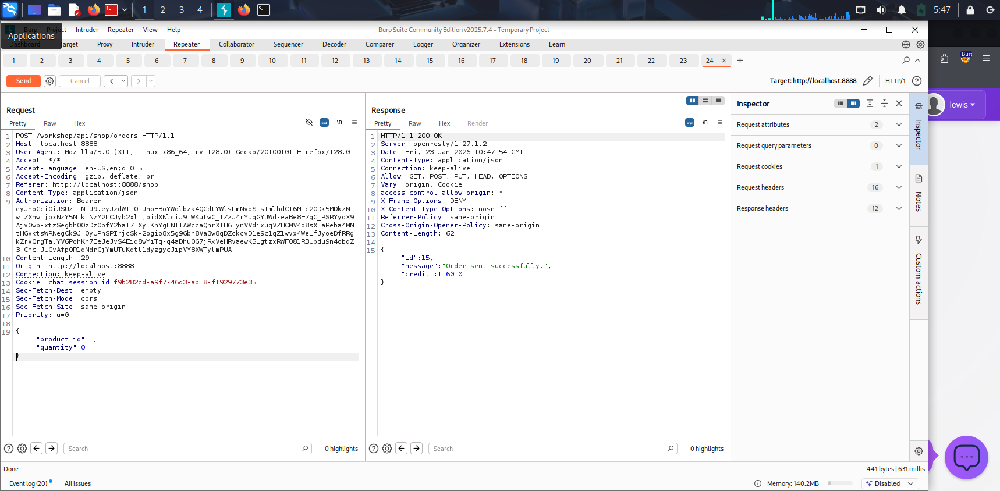 1 2 3 4 5:47
Burp Project Intruder Repeater View Help Burp Suite Community Edition v2025.7.4 - Temporary Project
Applications
Dashboard Target Proxy Intruder Repeater Collaborator Sequencer Decoder Comparer Logger Organizer Extensions Learn
1 2 3 4 5 6 7 8 9 10 11 12 13 14 15 16 17 18 19 20 21 22 23 24 × +
Send Cancel < > Target: http://localhost:8888 HTTP/1
Request
Pretty Raw Hex \n
1 POST /workshop/api/shop/orders HTTP/1.1
2 Host: localhost:8888
3 User-Agent: Mozilla/5.0 (X11; Linux x86_64; rv:128.0) Gecko/20100101 Firefox/128.0
4 Accept: */*
5 Accept-Language: en-US,en;q=0.5
6 Accept-Encoding: gzip, deflate, br
7 Referer: http://localhost:8888/shop
8 Content-Type: application/json
9 Authorization: Bearer
10 Content-Length: 29
11 Origin: http://localhost:8888
12 Connection: keep-alive
13 Cookie: chat_session_id=f9b282cd-a9f7-46d3-ab18-f1929773e351
14 Sec-Fetch-Dest: empty
15 Sec-Fetch-Mode: cors
16 Sec-Fetch-Site: same-origin
17 Priority: u=0
18
19 {
"product_id":1,
"quantity":0
}
Search 0 highlights
Response
Pretty Raw Hex Render \n
1 HTTP/1.1 200 OK
2 Server: openresty/1.27.1.2
3 Date: Fri, 23 Jan 2026 10:47:54 GMT
4 Content-Type: application/json
5 Connection: keep-alive
6 Allow: GET, POST, PUT, HEAD, OPTIONS
7 Vary: origin, Cookie
8 access-control-allow-origin: *
9 X-Frame-Options: DENY
10 X-Content-Type-Options: nosniff
11 Referrer-Policy: same-origin
12 Cross-Origin-Opener-Policy: same-origin
13 Content-Length: 62
14
15 {
"id":15,
"message":"Order sent successfully.",
"credit":1160.0
}
Search 0 highlights
Inspector
Request attributes 2
Request query parameters 0
Request cookies 1
Request headers 16
Response headers 12
Inspector
Notes
Custom actions
Burp
lewis
Done 441 bytes | 631 millis
Event log (20) All issues Memory: 140.2MB Disabled